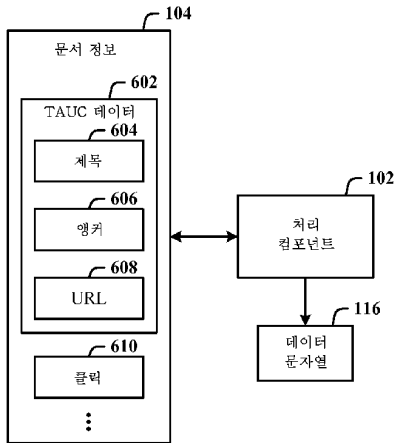 104
문서 정보
602
TAUC 데이터
604
제목
606
앵커
608
URL
610
클릭
102
처리
컴포넌트
116
데이터
문자열